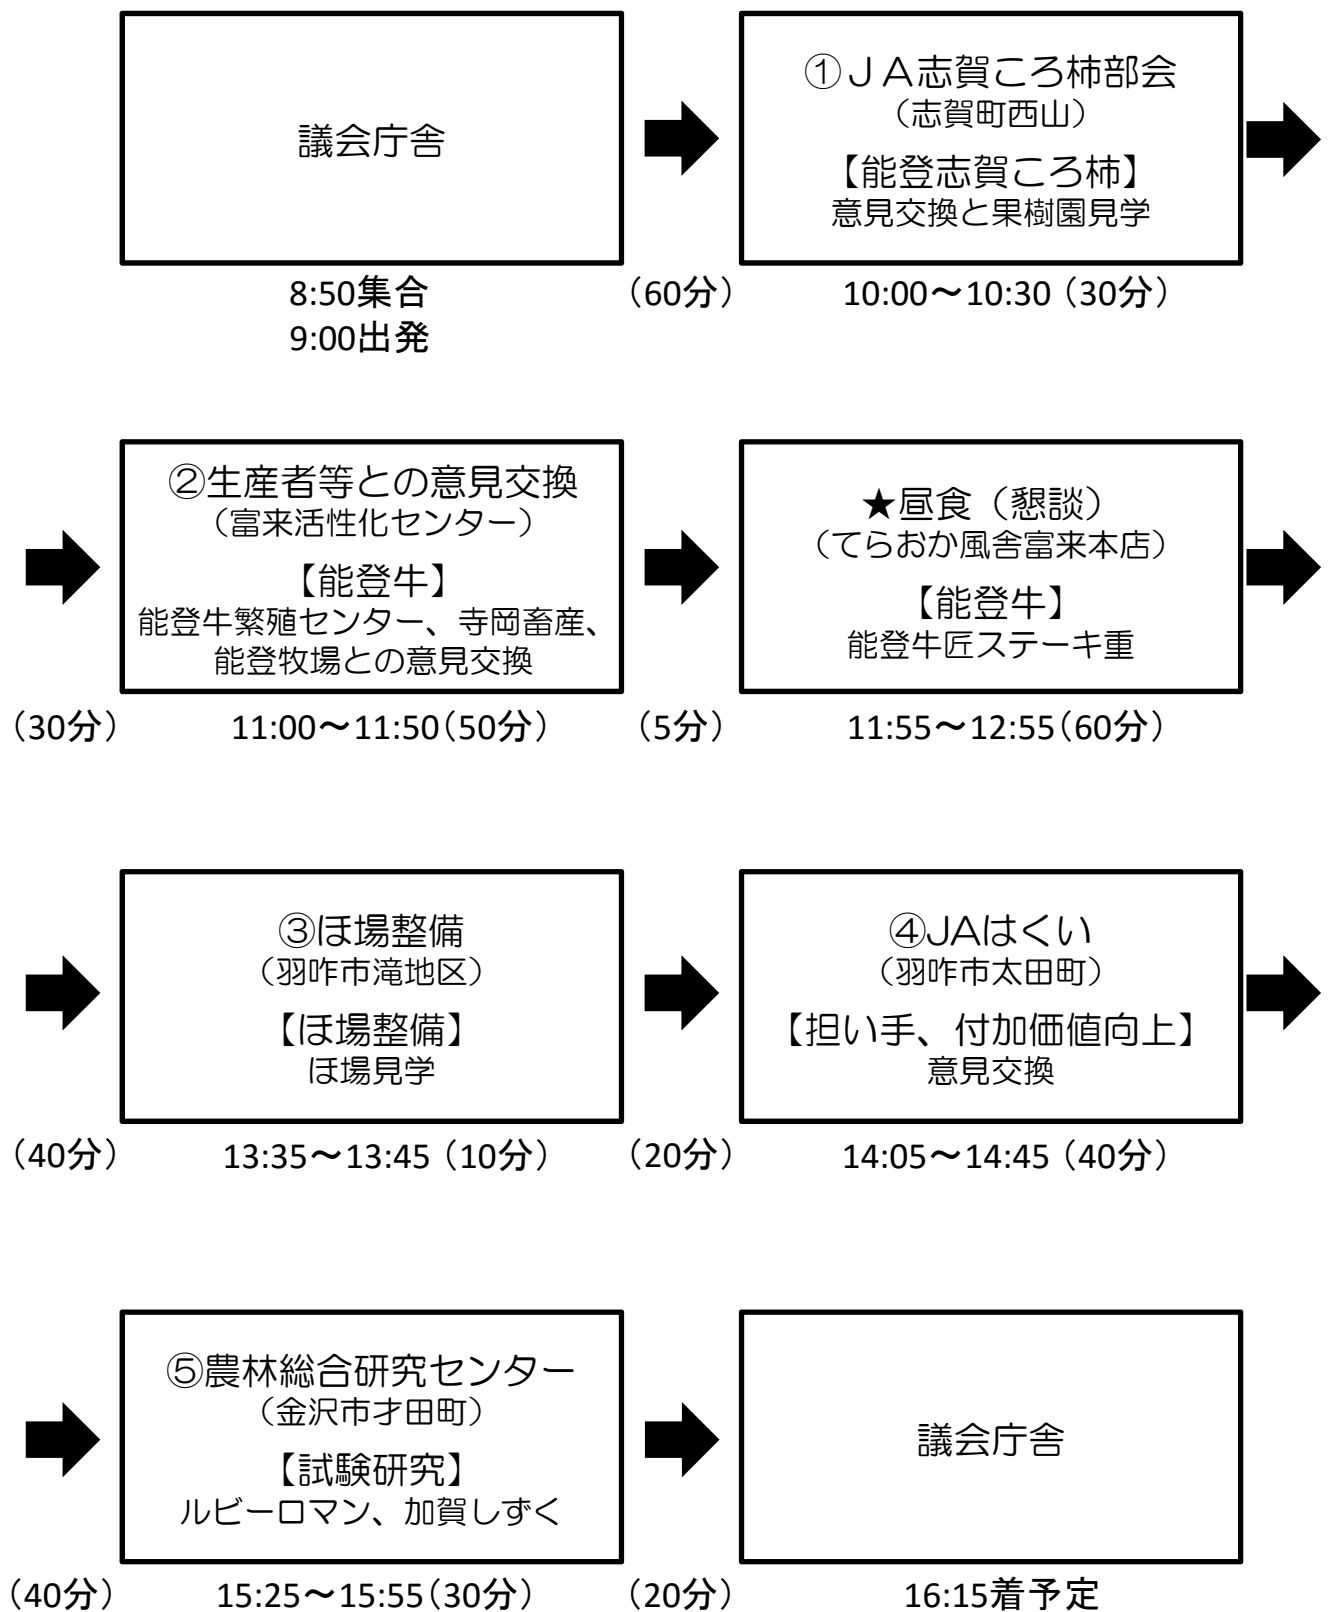 議会庁舎
8:50集合
9:00出発
（60分）
①ＪＡ志賀ころ柿部会
（志賀町西山）
【能登志賀ころ柿】
意見交換と果樹園見学
10:00～10:30（30分）
（30分）
②生産者等との意見交換
（富来活性化センター）
【能登牛】
能登牛繁殖センター、寺岡畜産、
能登牧場との意見交換
11:00～11:50（50分）
（5分）
★昼食（懇談）
（てらおか風舎富来本店）
【能登牛】
能登牛匠ステーキ重
11:55～12:55（60分）
（40分）
③ほ場整備
（羽咋市滝地区）
【ほ場整備】
ほ場見学
13:35～13:45（10分）
（20分）
④JAはくい
（羽咋市太田町）
【担い手、付加価値向上】
意見交換
14:05～14:45（40分）
（40分）
⑤農林総合研究センター
（金沢市才田町）
【試験研究】
ルビーロマン、加賀しずく
15:25～15:55（30分）
（20分）
議会庁舎
16:15着予定